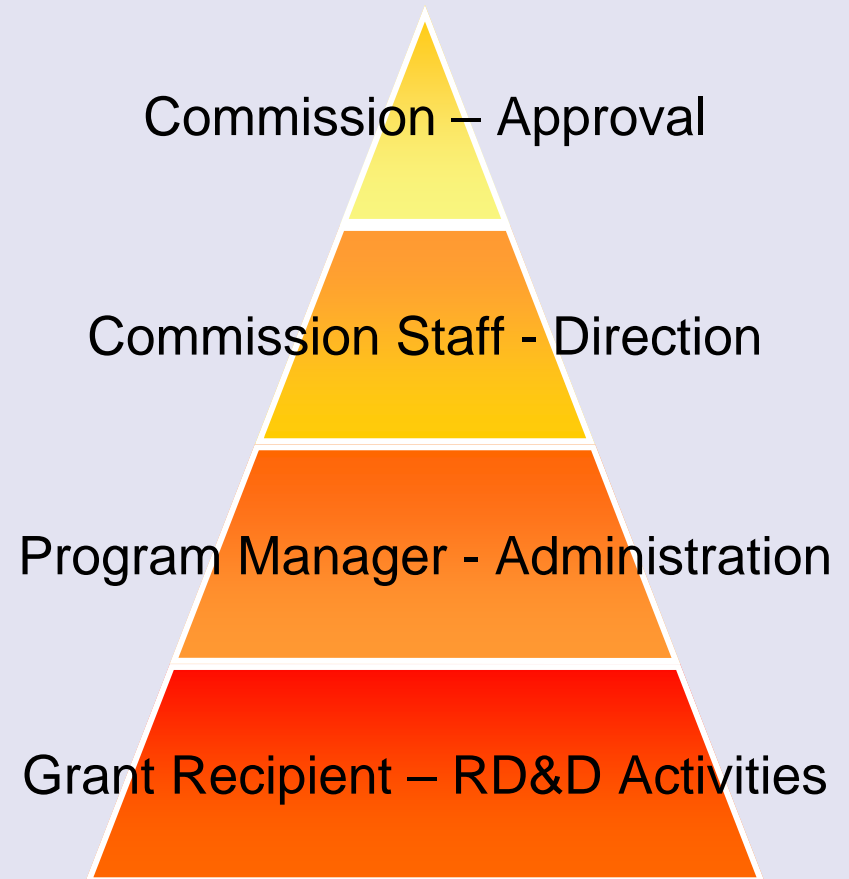 Commission – Approval
Commission Staff - Direction
Program Manager - Administration
Grant Recipient – RD&D Activities